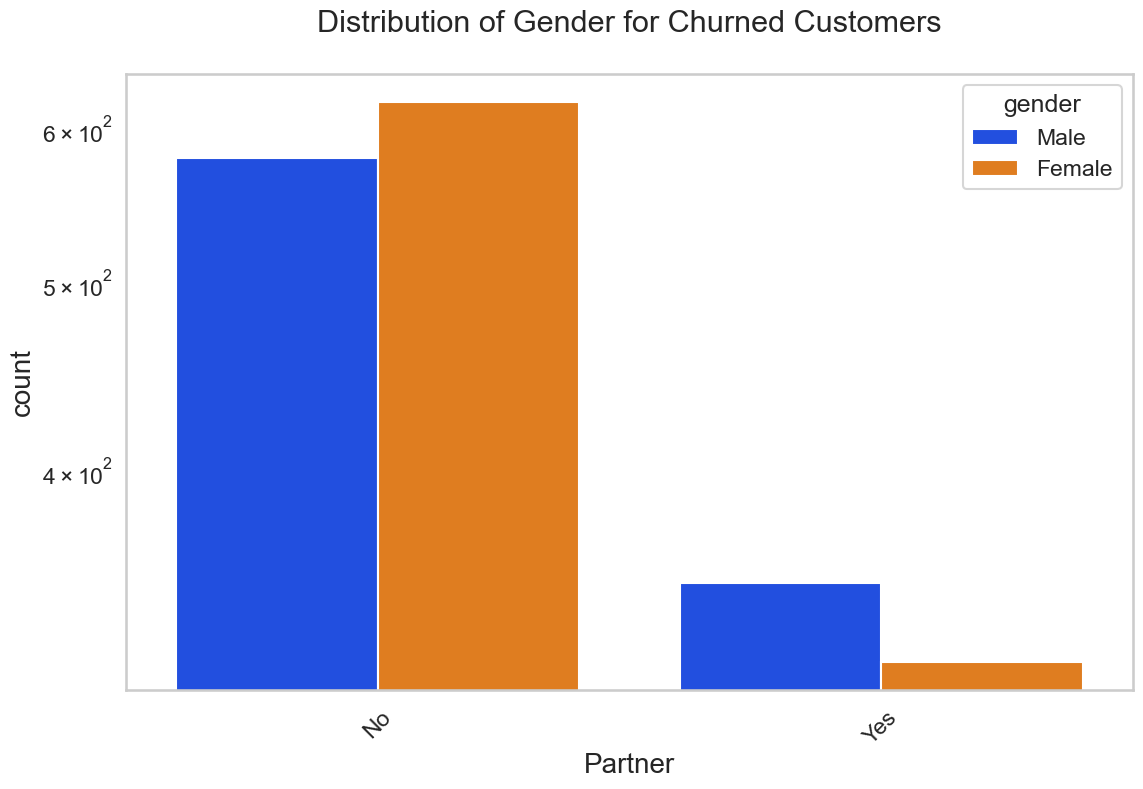 Distribution of Gender for Churned Customers
gender
Male
Female
6 × 10²
5 × 10²
4 × 10²
count
No
Yes
Partner